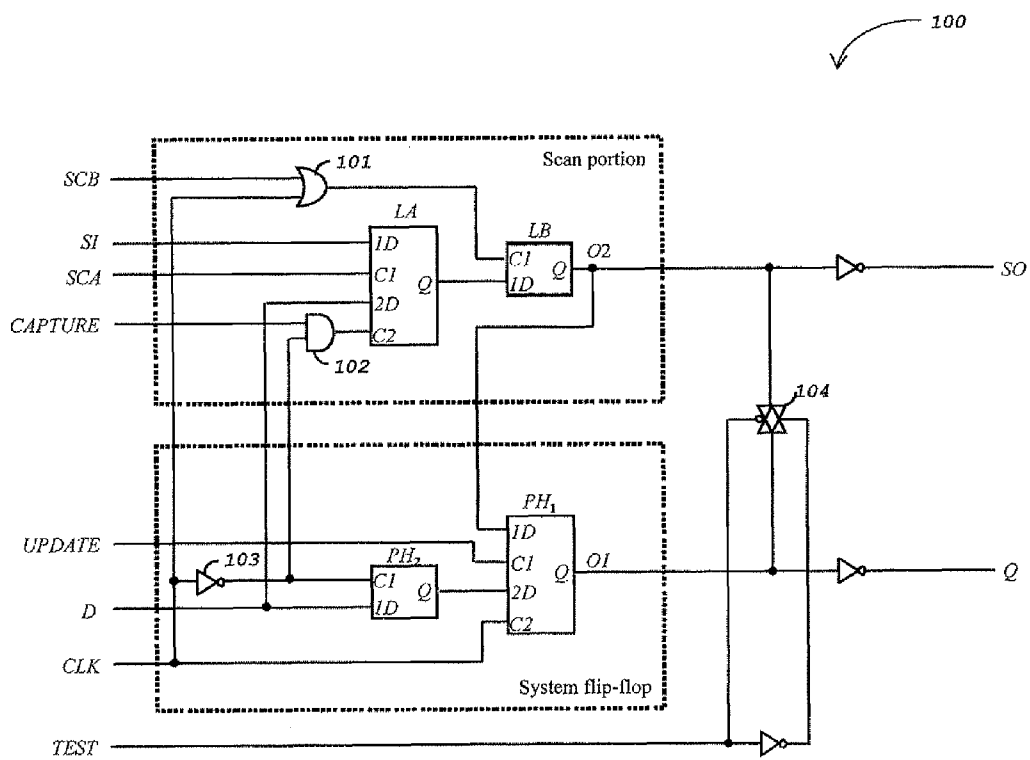 100
Scan portion
SCB
101
SI
LA
1D
LB
C1
Q
O2
SO
SCA
C1
Q
1D
2D
CAPTURE
C2
102
104
UPDATE
103
PH₂
C1
Q
1D
PH₁
1D
C1
Q
O1
2D
C2
Q
D
CLK
System flip-flop
TEST